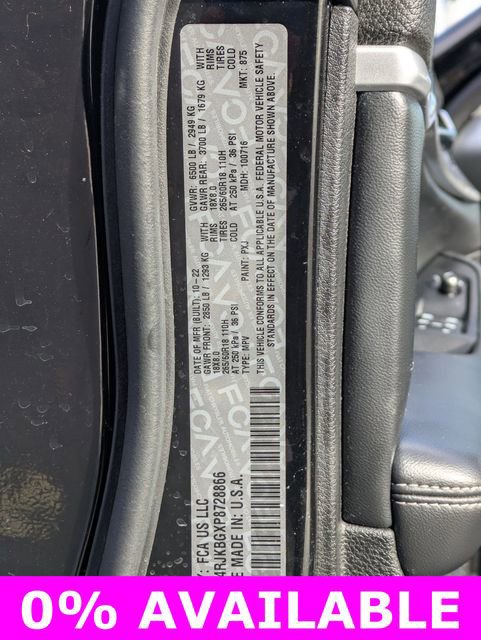 Y: FCA US LLC
DATE OF MFR (BUILT): 10-22
GVWR: 6500 LB / 2949 KG
GAWR FRONT: 2850 LB / 1293 KG
WITH
18X8.0
RIMS
265/60R18 110H
TIRES
AT 250 kPa / 36 PSI
COLD
GAWR REAR: 3700 LB / 1679 KG
WITH
18X8.0
RIMS
265/60R18 110H
TIRES
AT 250 kPa / 36 PSI
COLD
TYPE: MPV
PAINT: PXJ
MDH: 100716
MKT: 875
THIS VEHICLE CONFORMS TO ALL APPLICABLE U.S.A. FEDERAL MOTOR VEHICLE SAFETY
STANDARDS IN EFFECT ON THE DATE OF MANUFACTURE SHOWN ABOVE.
4RJKBGXP8728866
E IN: U.S.A.
0% AVAILABLE